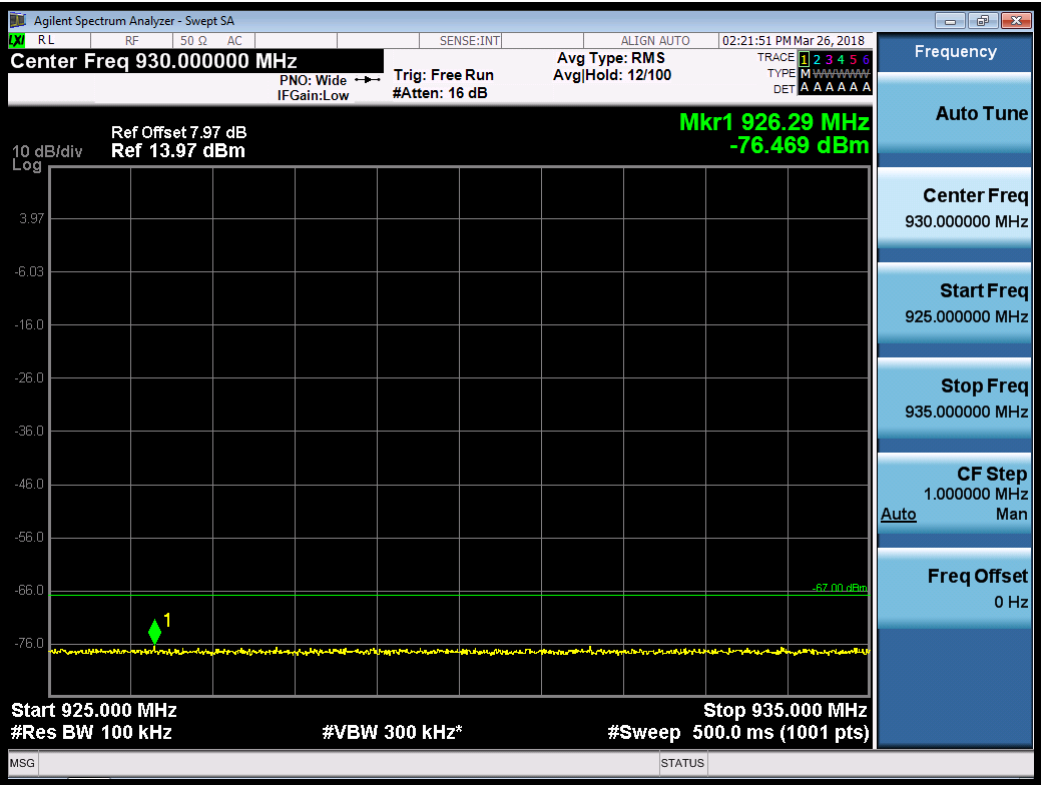 Agilent Spectrum Analyzer - Swept SA
LXI RL RF 50 Ω AC SENSE:INT ALIGN AUTO 02:21:51 PM Mar 26, 2018
Center Freq 930.000000 MHz
PNO: Wide
IFGain:Low
Trig: Free Run
#Atten: 16 dB
Avg Type: RMS
Avg|Hold: 12/100
TRACE 1 2 3 4 5 6
TYPE M WWWWW
DET A A A A A A
Ref Offset 7.97 dB
Ref 13.97 dBm
10 dB/div
Log
Mkr1 926.29 MHz
-76.469 dBm
3.97
-6.03
-16.0
-26.0
-36.0
-46.0
-56.0
-66.0
-67.00 dBm
1
-76.0
Start 925.000 MHz
Stop 935.000 MHz
#Res BW 100 kHz
#VBW 300 kHz*
#Sweep 500.0 ms (1001 pts)
MSG
STATUS
Frequency
Auto Tune
Center Freq
930.000000 MHz
Start Freq
925.000000 MHz
Stop Freq
935.000000 MHz
CF Step
1.000000 MHz
Auto Man
Freq Offset
0 Hz